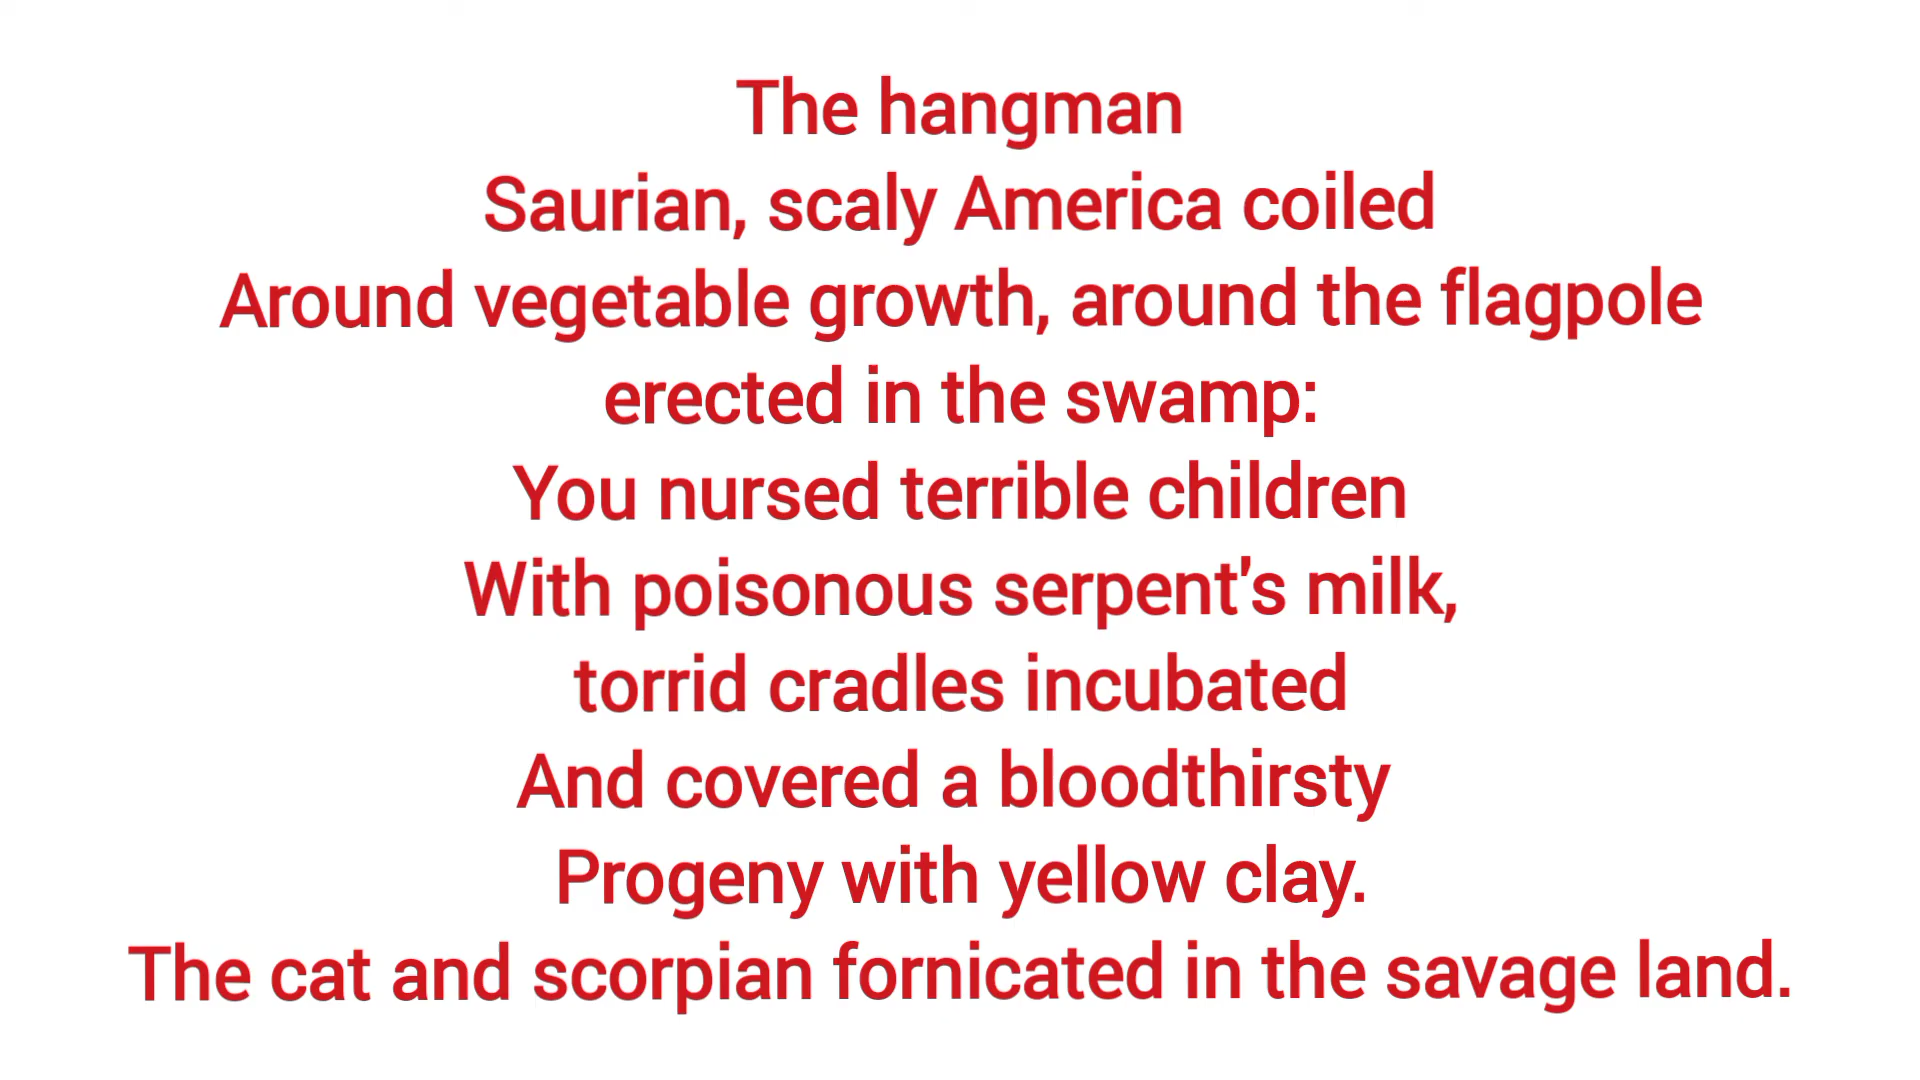 The hangman
Saurian, scaly America coiled
Around vegetable growth, around the flagpole
erected in the swamp:
You nursed terrible children
With poisonous serpent's milk,
torrid cradles incubated
And covered a bloodthirsty
Progeny with yellow clay.
The cat and scorpian fornicated in the savage land.